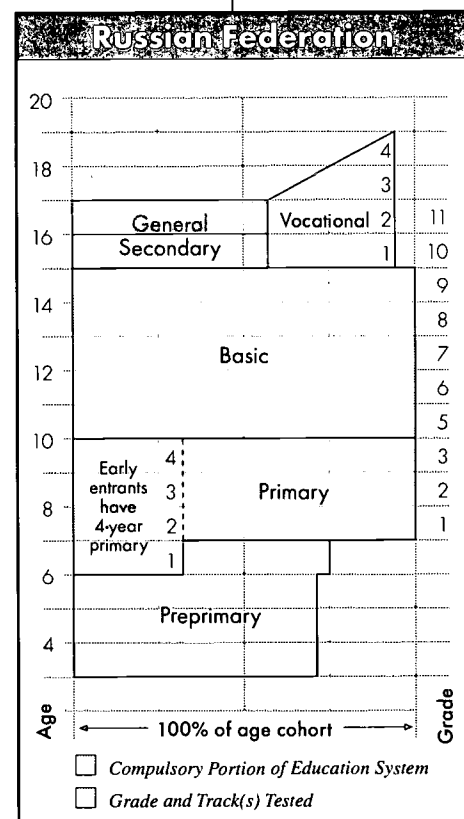 Russian Federation
20
18
16
14
12
10
8
6
4
Age
General
Secondary
Vocational
4
3
2
1
11
10
9
8
7
6
5
3
2
1
Grade
Basic
Early
entrants
have
4-year
primary
4
3
2
1
Primary
Preprimary
100% of age cohort
Compulsory Portion of Education System
Grade and Track(s) Tested